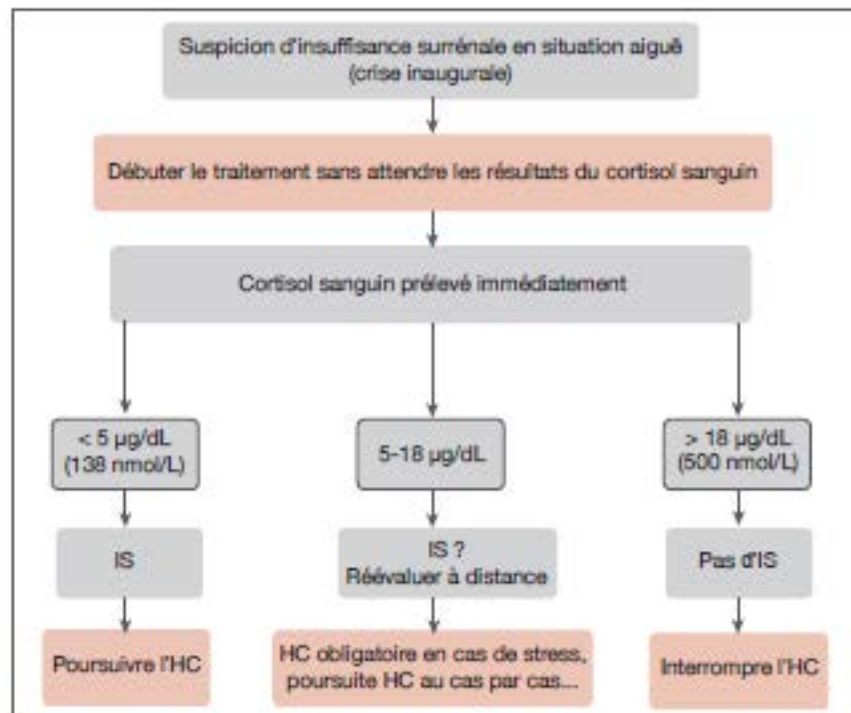 Suspicion d'insuffisance surrénale en situation aiguë
(crise inaugurale)
Débuter le traitement sans attendre les résultats du cortisol sanguin
Cortisol sanguin prélevé immédiatement
< 5 µg/dL
(138 nmol/L)
5-18 µg/dL
> 18 µg/dL
(500 nmol/L)
IS
IS ?
Réévaluer à distance
Pas d'IS
Poursuivre l'HC
HC obligatoire en cas de stress,
poursuite HC au cas par cas...
Interrompre l'HC